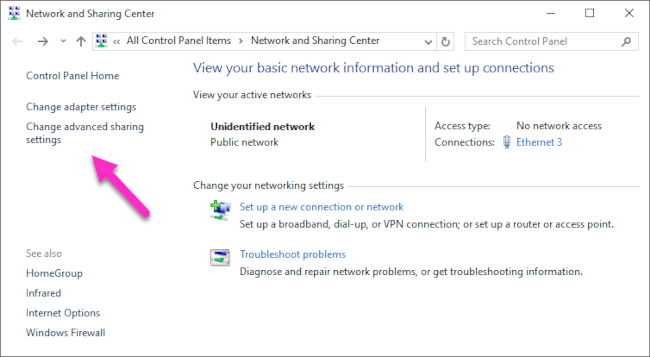 Network and Sharing Center
« All Control Panel Items > Network and Sharing Center
Search Control Panel
Control Panel Home
Change adapter settings
Change advanced sharing
settings
View your basic network information and set up connections
View your active networks
Unidentified network
Public network
Access type: No network access
Connections: Ethernet 3
Change your networking settings
Set up a new connection or network
Set up a broadband, dial-up, or VPN connection; or set up a router or access point.
Troubleshoot problems
Diagnose and repair network problems, or get troubleshooting information.
See also
HomeGroup
Infrared
Internet Options
Windows Firewall